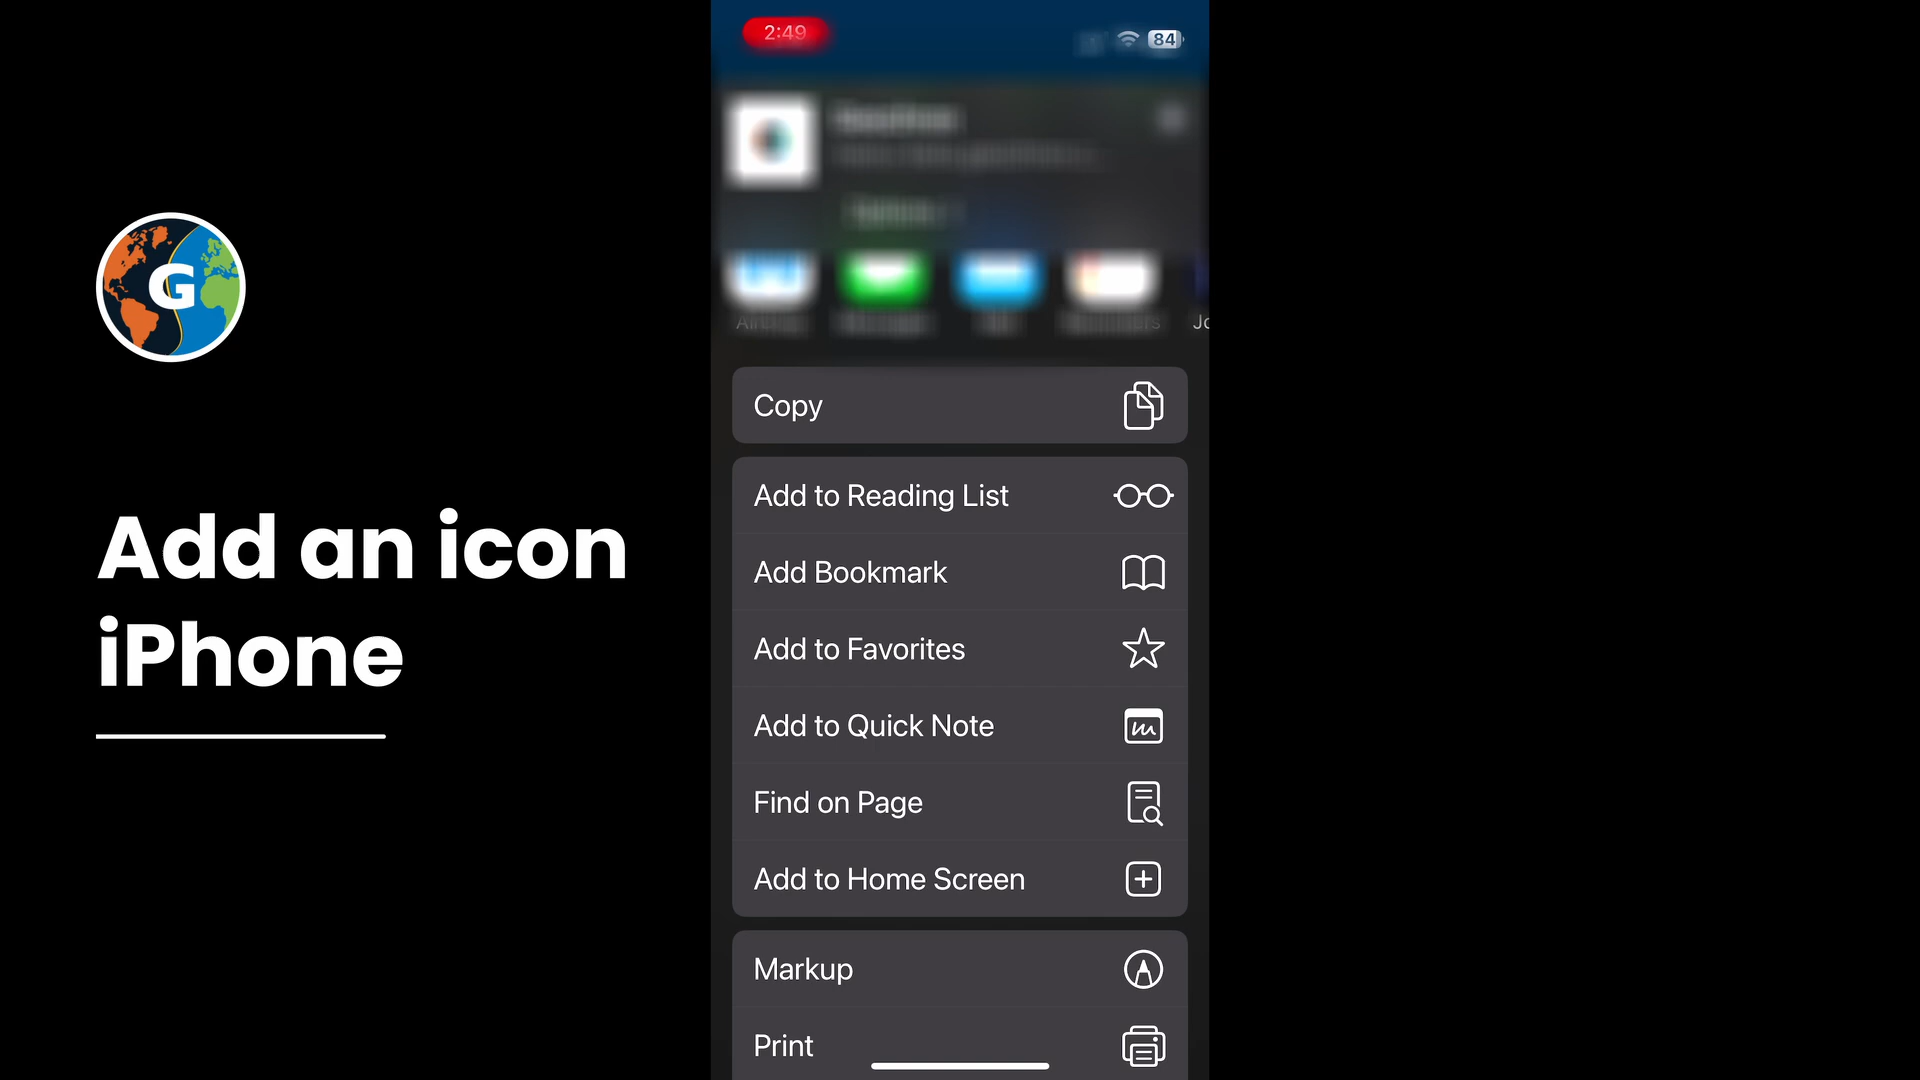 G
Add an icon
iPhone
2:49
84
Copy
Add to Reading List
Add Bookmark
Add to Favorites
Add to Quick Note
Find on Page
Add to Home Screen
Markup
Print